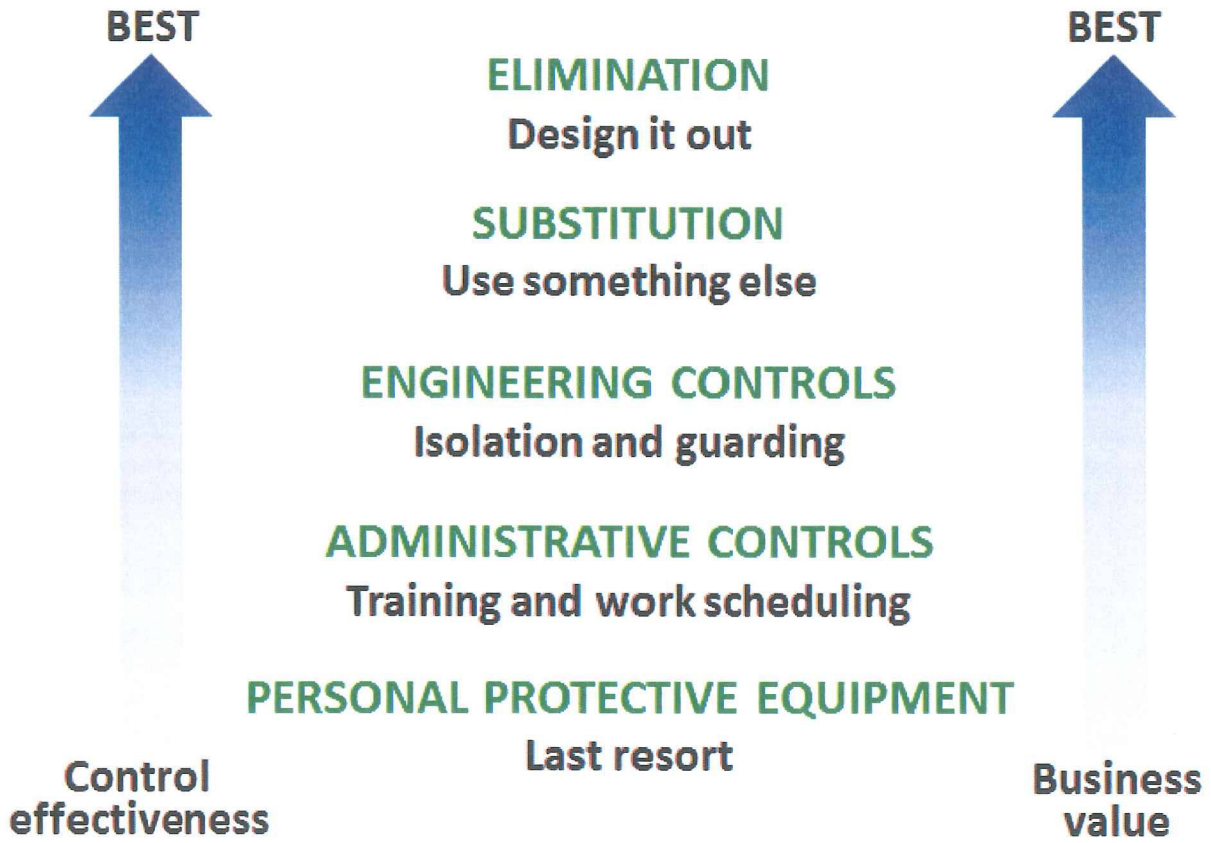 BEST
BEST
ELIMINATION
Design it out
SUBSTITUTION
Use something else
ENGINEERING CONTROLS
Isolation and guarding
ADMINISTRATIVE CONTROLS
Training and work scheduling
PERSONAL PROTECTIVE EQUIPMENT
Last resort
Control
effectiveness
Business
value